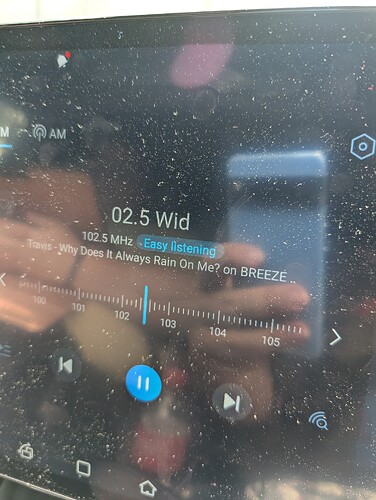 M
AM
02.5 Wid
102.5 MHz Easy listening
Travis - Why Does It Always Rain On Me? on BREEZE ..
100 101 102 103 104 105